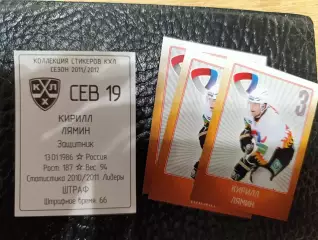 КОЛЛЕКЦИЯ СТИКЕРОВ КХЛ
СЕЗОН 2011/2012
КХЛ
СЕВ 19
КИРИЛЛ
ЛЯМИН
Защитник
13.01.1986 ☆ Россия
Рост: 187 ☆ Вес: 94
Статистика 2010/2011 Лидеры
ШТРАФ
Штрафное время: 66
3
КИРИЛЛ
ЛЯМИН